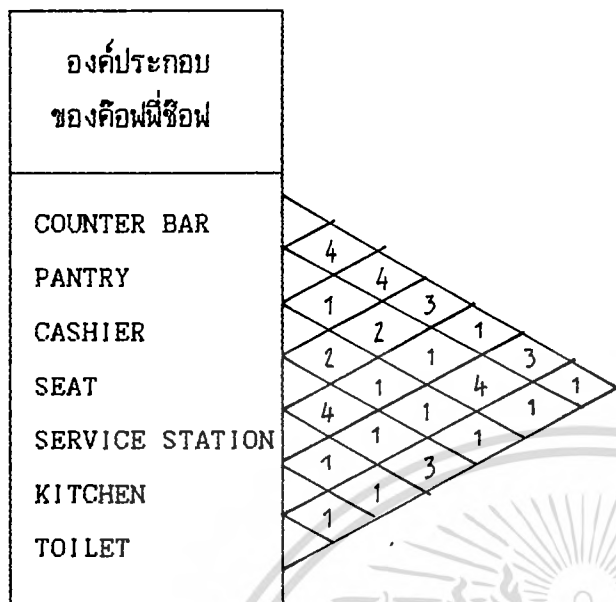 องค์ประกอบ
ของค๊อฟฟี่ช๊อฟ
COUNTER BAR
4
PANTRY 4
1 3
CASHIER 2 1
2 1 3
SEAT 1 4 1
4 1 1
SERVICE STATION 1 1
1 3
KITCHEN 1
1
TOILET